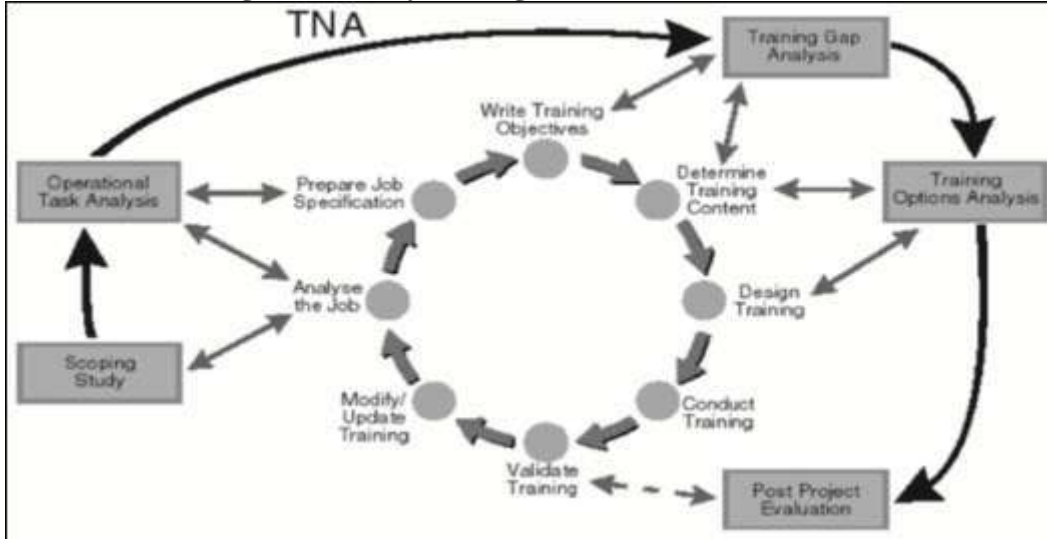 TNA
Training Gap
Analysis
Write Training
Objectives
Operational
Task Analysis
Prepare Job
Specification
Determine
Training
Content
Training
Options Analysis
Analyse
the Job
Design
Training
Scoping
Study
Modify/
Update
Training
Conduct
Training
Validate
Training
Post Project
Evaluation